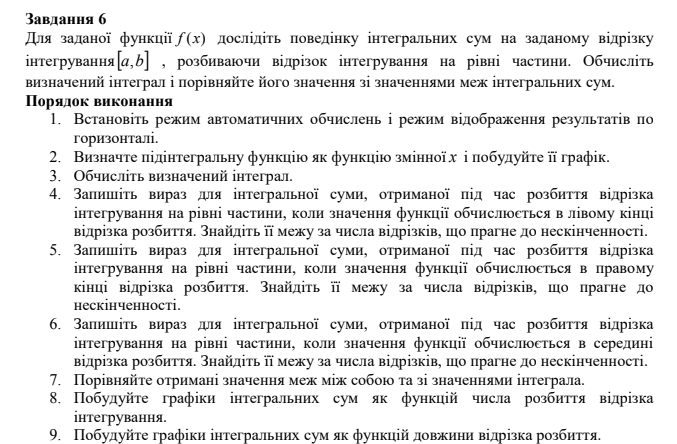 Завдання 6
Для заданої функції f (x) дослідіть поведінку інтегральних сум на заданому відрізку
інтегрування [a,b] , розбиваючи відрізок інтегрування на рівні частини. Обчисліть
визначений інтеграл і порівняйте його значення зі значеннями меж інтегральних сум.
Порядок виконання
1. Встановіть режим автоматичних обчислень і режим відображення результатів по
горизонталі.
2. Визначте підінтегральну функцію як функцію змінної x і побудуйте її графік.
3. Обчисліть визначений інтеграл.
4. Запишіть вираз для інтегральної суми, отриманої під час розбиття відрізка
інтегрування на рівні частини, коли значення функції обчислюється в лівому кінці
відрізка розбиття. Знайдіть її межу за числа відрізків, що прагне до нескінченності.
5. Запишіть вираз для інтегральної суми, отриманої під час розбиття відрізка
інтегрування на рівні частини, коли значення функції обчислюється в правому
кінці відрізка розбиття. Знайдіть її межу за числа відрізків, що прагне до
нескінченності.
6. Запишіть вираз для інтегральної суми, отриманої під час розбиття відрізка
інтегрування на рівні частини, коли значення функції обчислюється в середині
відрізка розбиття. Знайдіть її межу за числа відрізків, що прагне до нескінченності.
7. Порівняйте отримані значення меж між собою та зі значеннями інтеграла.
8. Побудуйте графіки інтегральних сум як функцій числа розбиття відрізка
інтегрування.
9. Побудуйте графіки інтегральних сум як функцій довжини відрізка розбиття.